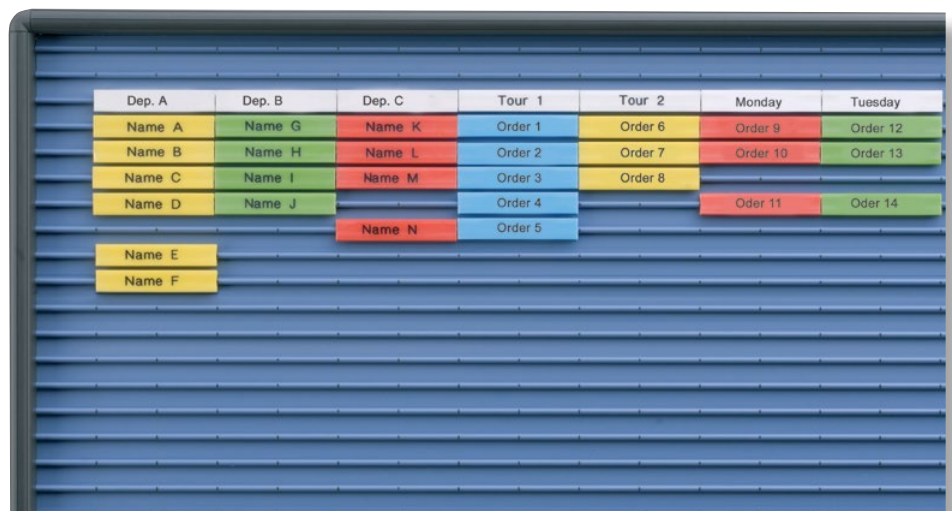 Dep. A Dep. B Dep. C Tour 1 Tour 2 Monday Tuesday
Name A Name G Name K Order 1 Order 6 Order 9 Order 12
Name B Name H Name L Order 2 Order 7 Order 10 Order 13
Name C Name I Name M Order 3 Order 8
Name D Name J Order 4 Oder 11 Oder 14
Name N Order 5
Name E
Name F